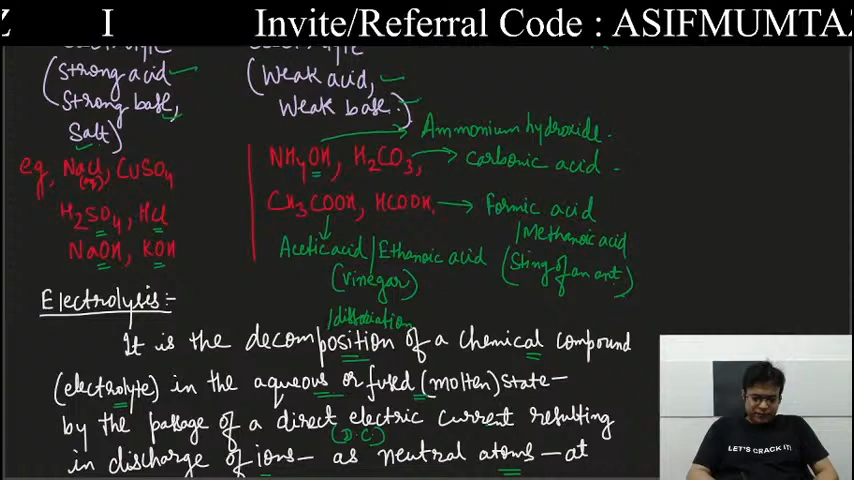 Z I Invite/Referral Code : ASIFMUMTAZ
(Strong acid
Strong base,
Salt)
(Weak acid,
Weak base.)
eg, NaCl, CuSO4
(aq)
H2SO4, HCl
NaOH, KOH
NH4OH, H2CO3,
Ammonium hydroxide.
carbonic acid
CH3COOH, HCOOH,
Formic acid
/Methanoic acid
(Sting of an ant)
Acetic acid/Ethanoic acid
(Vinegar)
Electrolysis:-
/dissociation
It is the decomposition of a chemical compound
(electrolyte) in the aqueous or fused (molten) state-
by the passage of a direct electric current resulting
(D.C.)
in discharge of ions- as neutral atoms-at
LET'S CRACK IT!